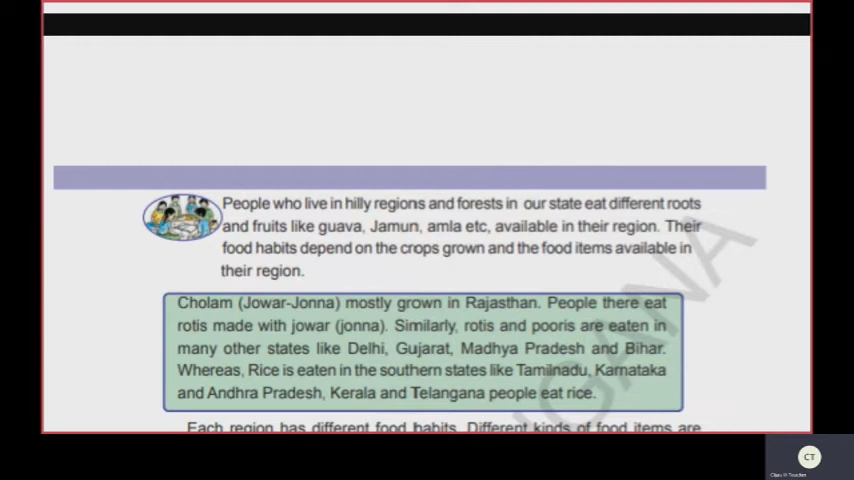 People who live in hilly regions and forests in our state eat different roots
and fruits like guava, Jamun, amla etc, available in their region. Their
food habits depend on the crops grown and the food items available in
their region.
Cholam (Jowar-Jonna) mostly grown in Rajasthan. People there eat
rotis made with jowar (jonna). Similarly, rotis and pooris are eaten in
many other states like Delhi, Gujarat, Madhya Pradesh and Bihar.
Whereas, Rice is eaten in the southern states like Tamilnadu, Karnataka
and Andhra Pradesh, Kerala and Telangana people eat rice.
Each region has different food habits. Different kinds of food items are
NGANA
CT